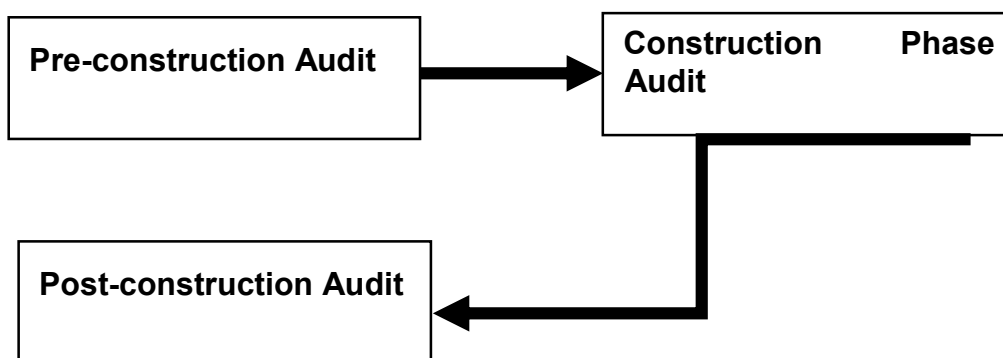 Pre-construction Audit
Construction Phase
Audit
Post-construction Audit